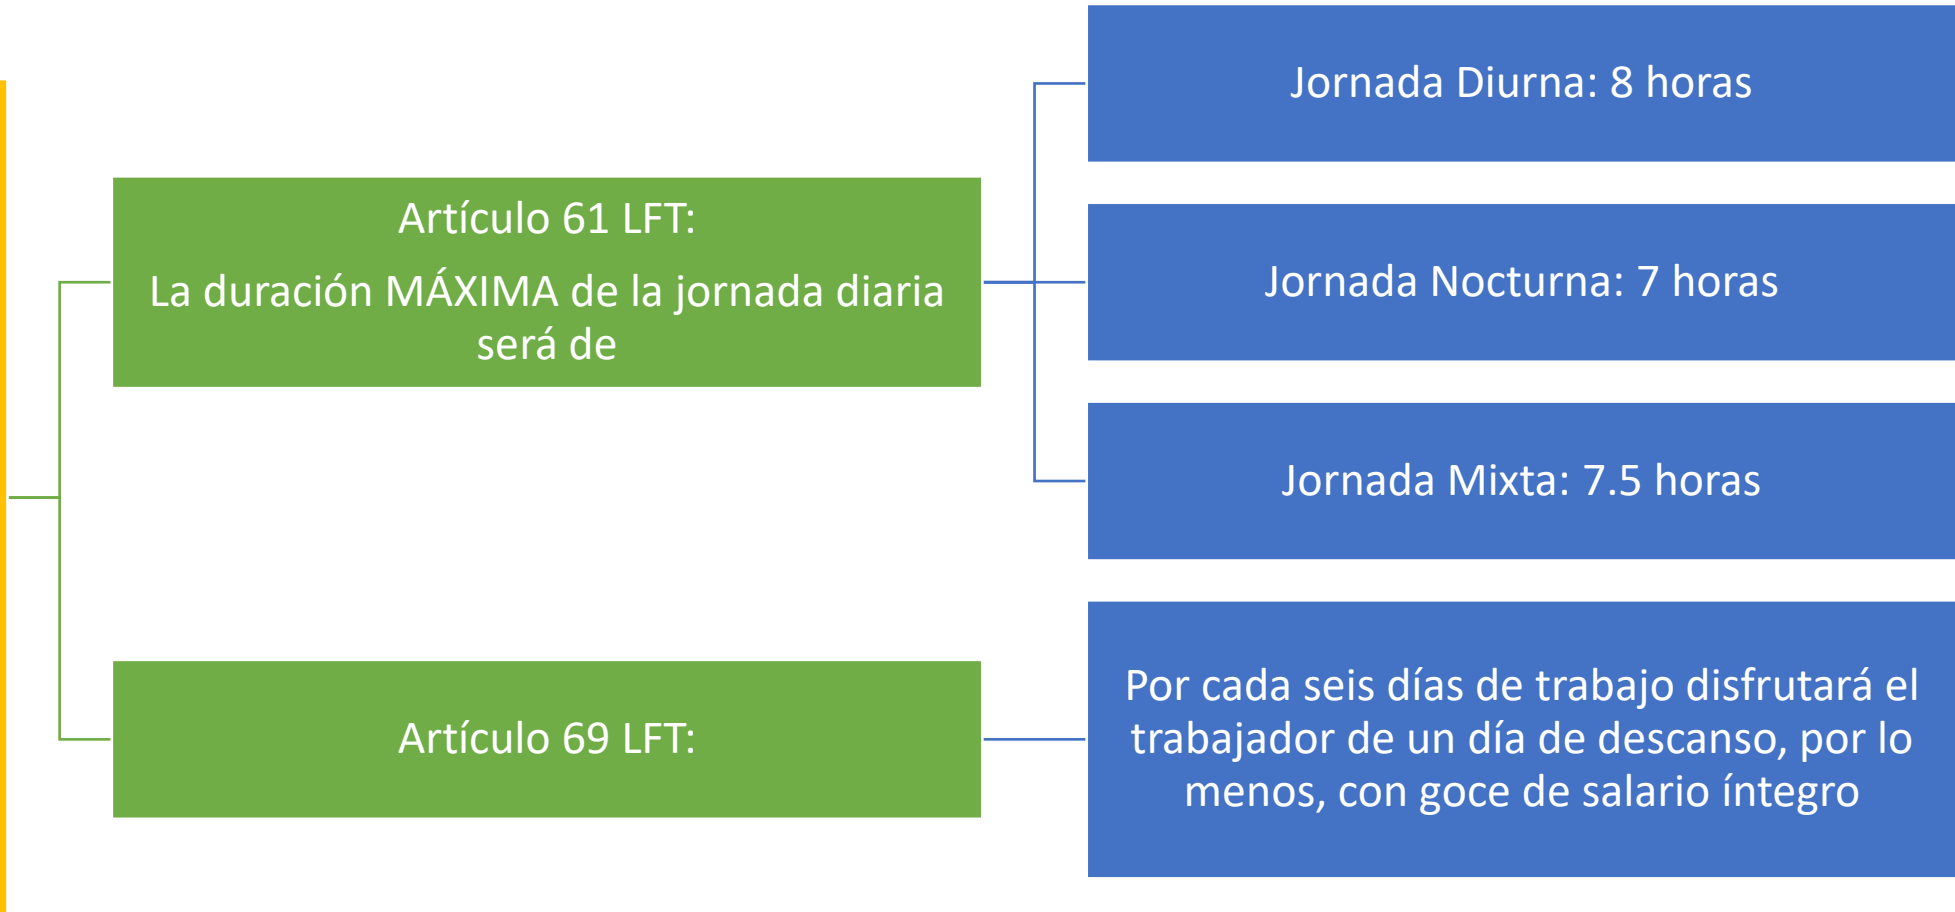 Artículo 61 LFT:
La duración MÁXIMA de la jornada diaria
será de
Jornada Diurna: 8 horas
Jornada Nocturna: 7 horas
Jornada Mixta: 7.5 horas
Artículo 69 LFT:
Por cada seis días de trabajo disfrutará el
trabajador de un día de descanso, por lo
menos, con goce de salario íntegro